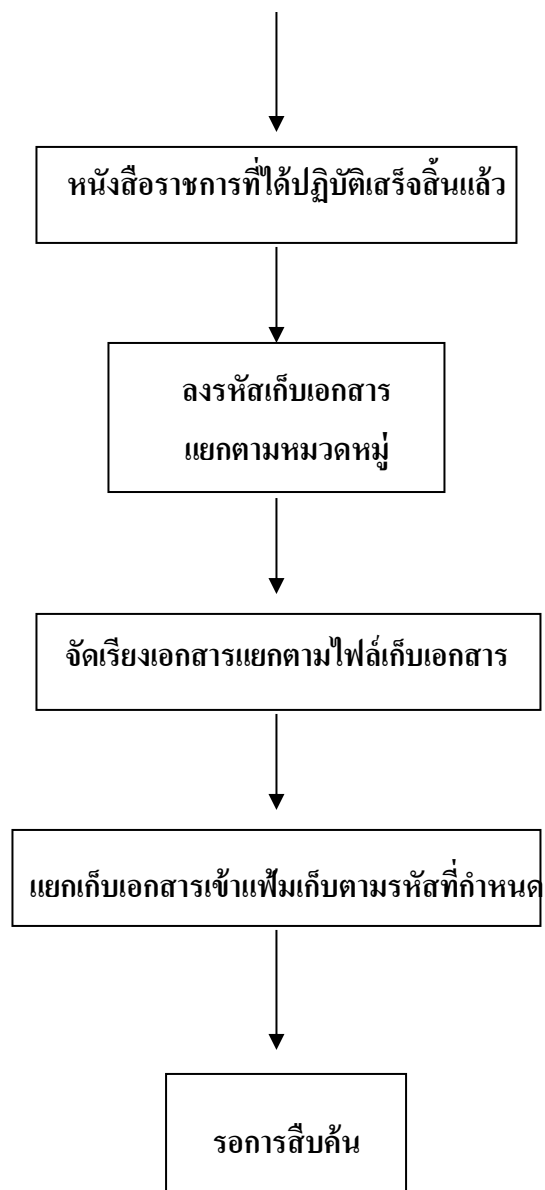 หนังสือราชการที่ได้ปฏิบัติเสร็จสิ้นแล้ว
ลงรหัสเก็บเอกสาร
แยกตามหมวดหมู่
จัดเรียงเอกสารแยกตามไฟล์เก็บเอกสาร
แยกเก็บเอกสารเข้าแฟ้มเก็บตามรหัสที่กำหนด
รอการสืบค้น